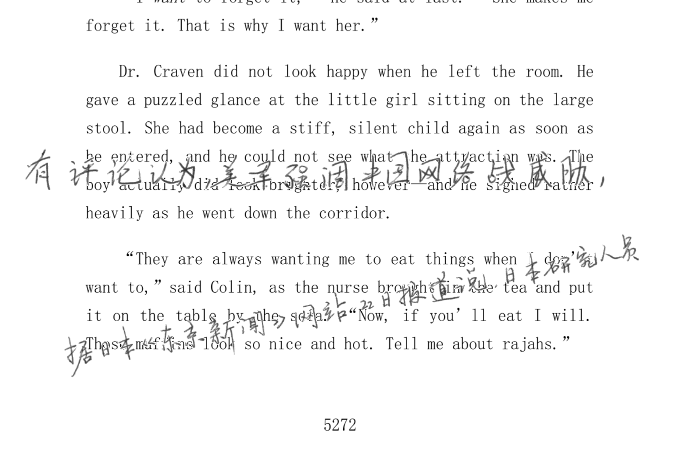 "I want to forget it," he said at last. "She makes me
forget it. That is why I want her."
Dr. Craven did not look happy when he left the room. He
gave a puzzled glance at the little girl sitting on the large
stool. She had become a stiff, silent child again as soon as
he entered, and he could not see what the attraction was. The
有评论认为,美军强调中国网络战威胁,
boy actually did look brighter, however—and he sighed rather
heavily as he went down the corridor.
"They are always wanting me to eat things when I don't
want to," said Colin, as the nurse brought in the tea and put
it on the table by the sofa. "Now, if you'll eat I will.
据日本《东京新闻》网站22日报道说,日本研究人员
Those muffins look so nice and hot. Tell me about rajahs."
5272